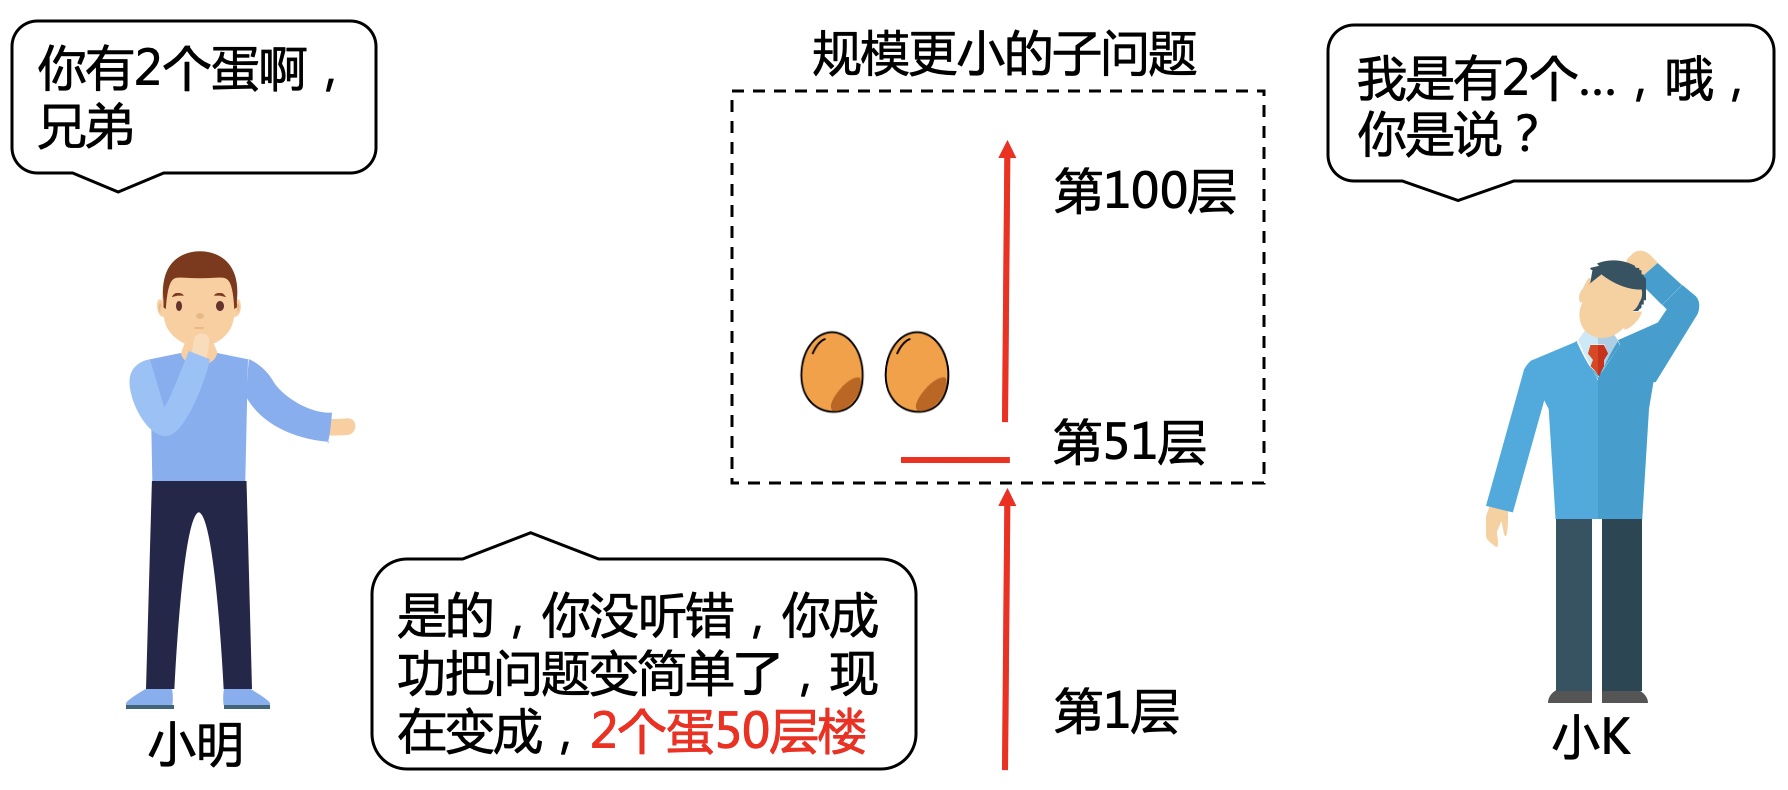 你有2个蛋啊，
兄弟
规模更小的子问题
我是有2个...，哦，
你是说？
第100层
第51层
是的，你没听错，你成
功把问题变简单了，现
在变成，2个蛋50层楼
第1层
小明
小K